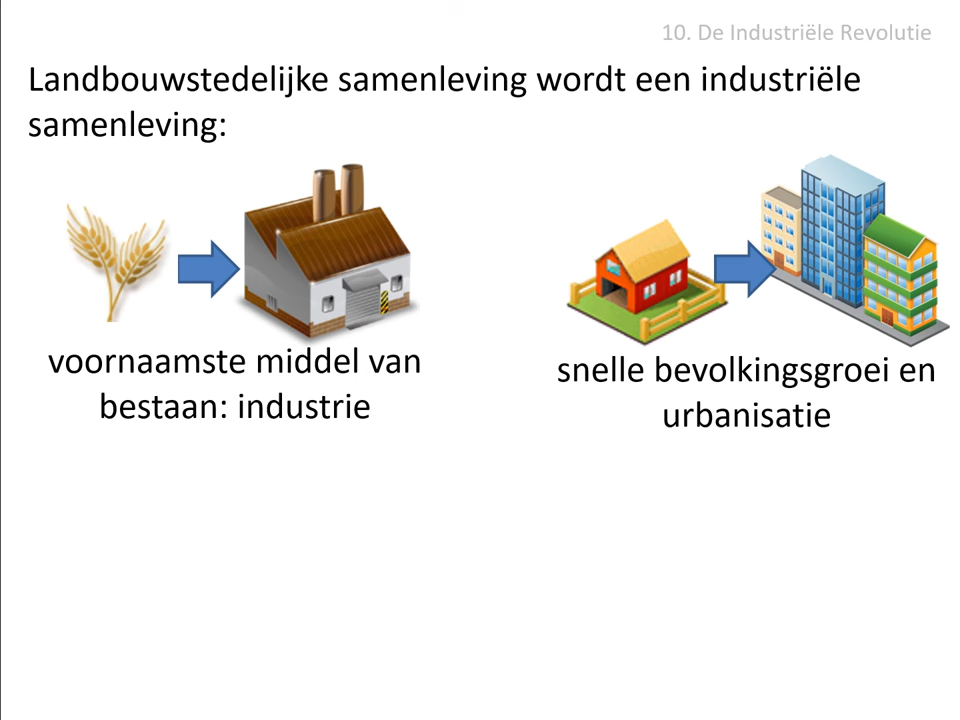 10. De Industriële Revolutie
Landbouwstedelijke samenleving wordt een industriële
samenleving:
voornaamste middel van
bestaan: industrie
snelle bevolkingsgroei en
urbanisatie